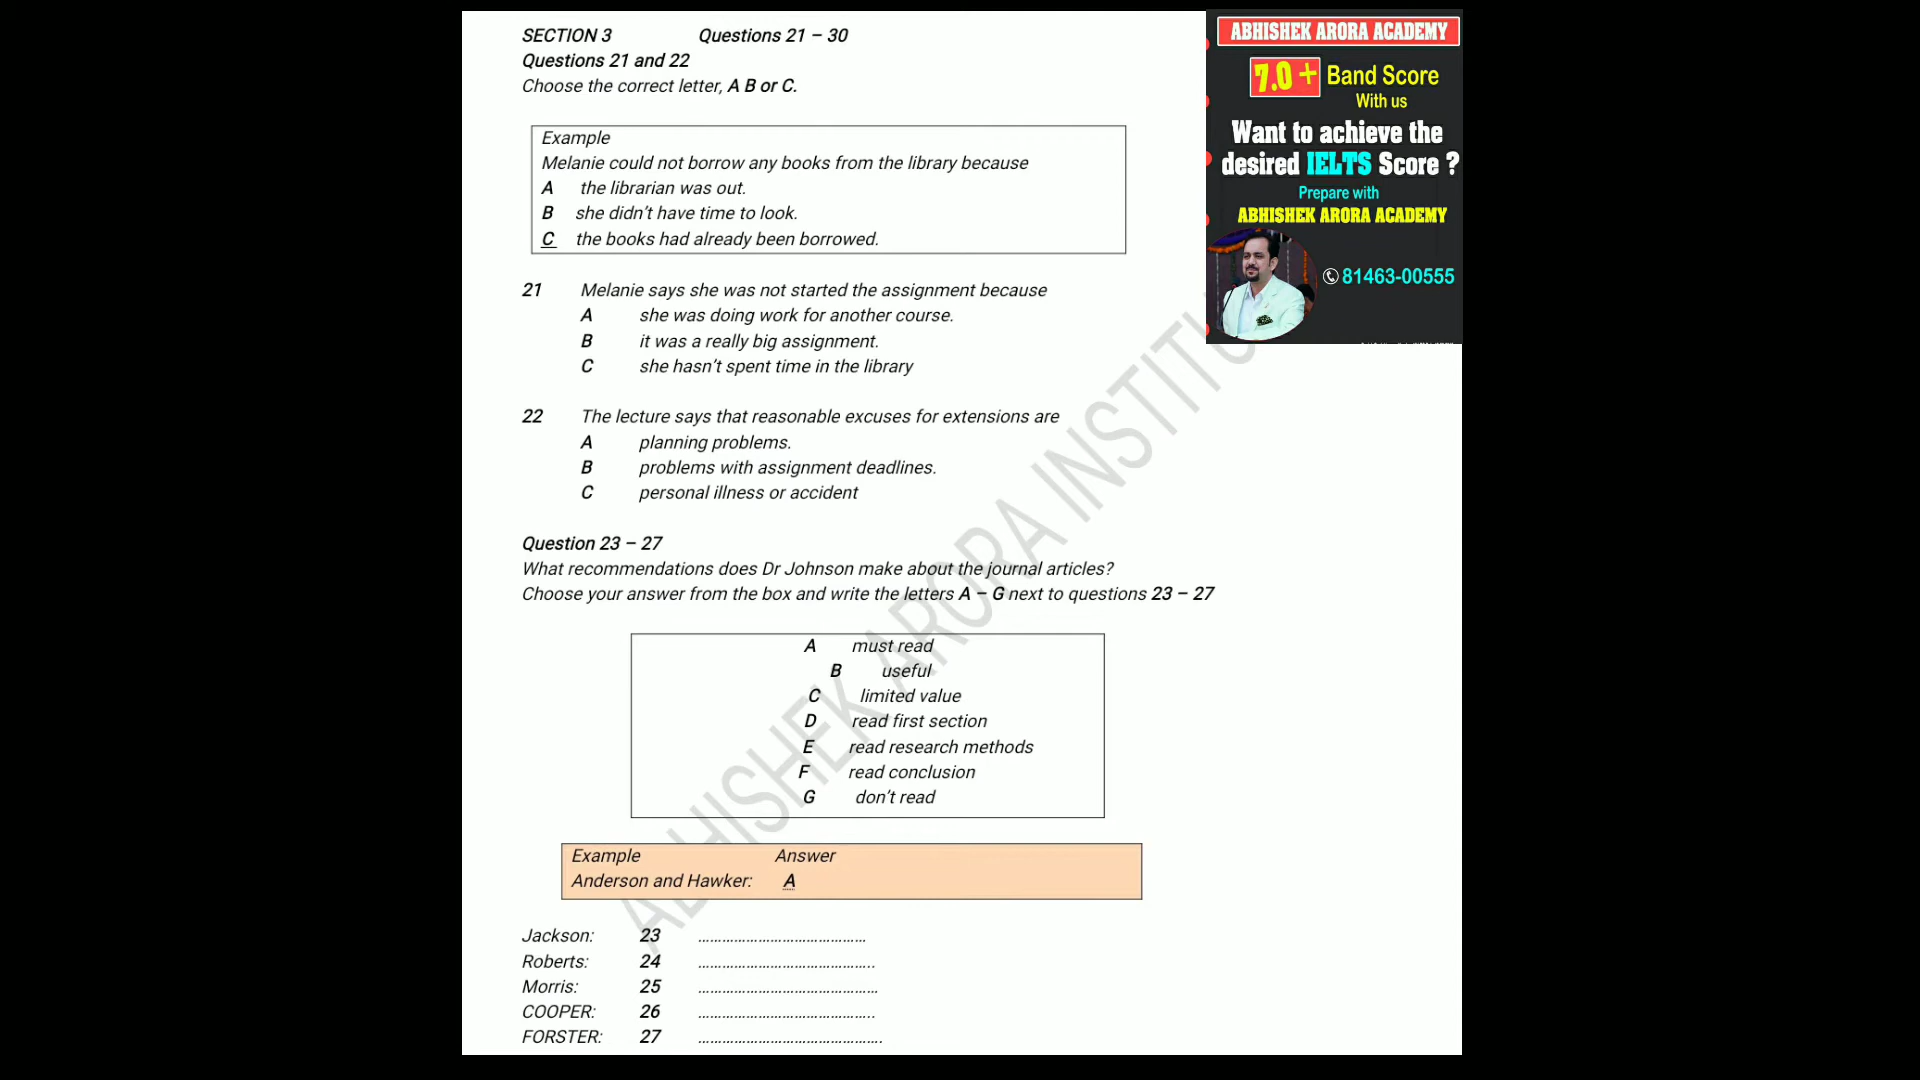 SECTION 3 Questions 21 – 30
Questions 21 and 22
Choose the correct letter, A B or C.
Example
Melanie could not borrow any books from the library because
A the librarian was out.
B she didn't have time to look.
C the books had already been borrowed.
21 Melanie says she was not started the assignment because
A she was doing work for another course.
B it was a really big assignment.
C she hasn't spent time in the library
22 The lecture says that reasonable excuses for extensions are
A planning problems.
B problems with assignment deadlines.
C personal illness or accident
Question 23 – 27
What recommendations does Dr Johnson make about the journal articles?
Choose your answer from the box and write the letters A – G next to questions 23 – 27
A must read
B useful
C limited value
D read first section
E read research methods
F read conclusion
G don't read
Example Answer
Anderson and Hawker: A
Jackson: 23 ..........................................
Roberts: 24 ............................................
Morris: 25 .............................................
COOPER: 26 ............................................
FORSTER: 27 ..............................................
ABHISHEK ARORA ACADEMY
7.0 + Band Score
With us
Want to achieve the
desired IELTS Score ?
Prepare with
ABHISHEK ARORA ACADEMY
81463-00555
ABHISHEK ARORA INSTITU